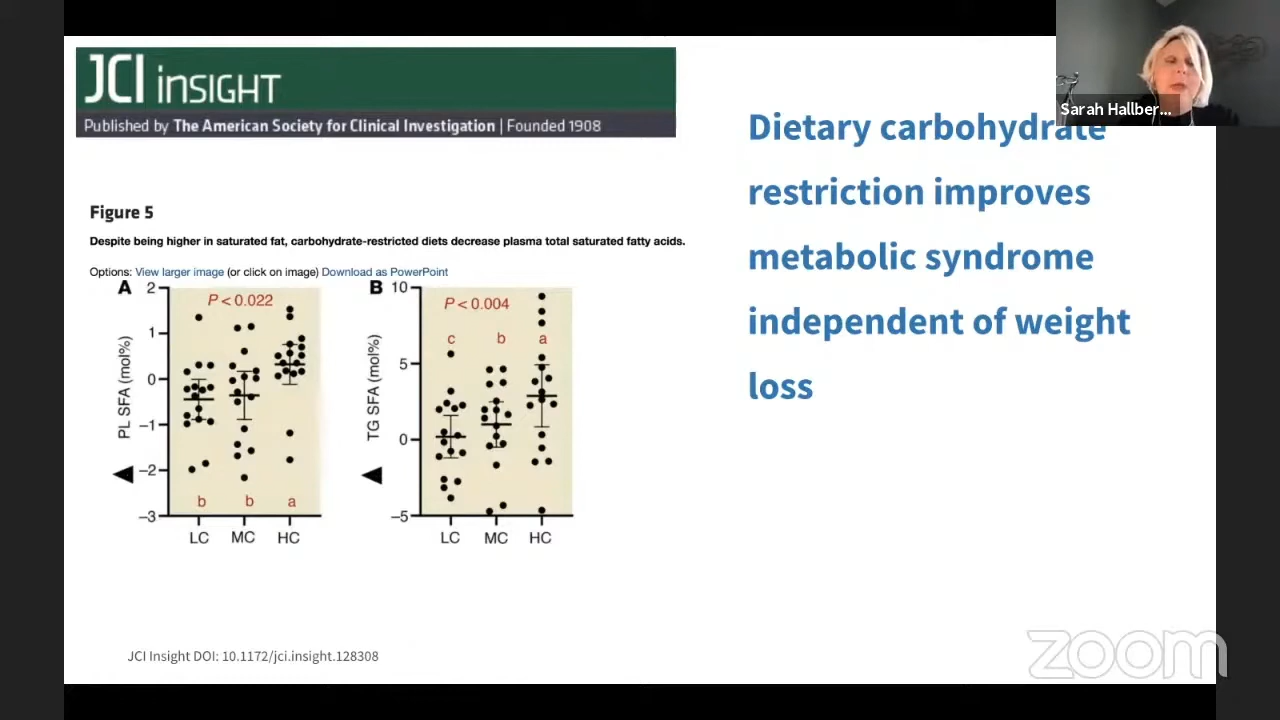 JCI INSIGHT
Published by The American Society for Clinical Investigation | Founded 1908
Sarah Hallber...
Dietary carbohydrate
restriction improves
metabolic syndrome
independent of weight
loss
Figure 5
Despite being higher in saturated fat, carbohydrate-restricted diets decrease plasma total saturated fatty acids.
Options: View larger image (or click on image) Download as PowerPoint
A
PL SFA (mol%)
2
1
0
−1
−2
−3
P < 0.022
b b a
LC MC HC
B
TG SFA (mol%)
10
5
0
−5
P < 0.004
c b a
LC MC HC
JCI Insight DOI: 10.1172/jci.insight.128308
zoom